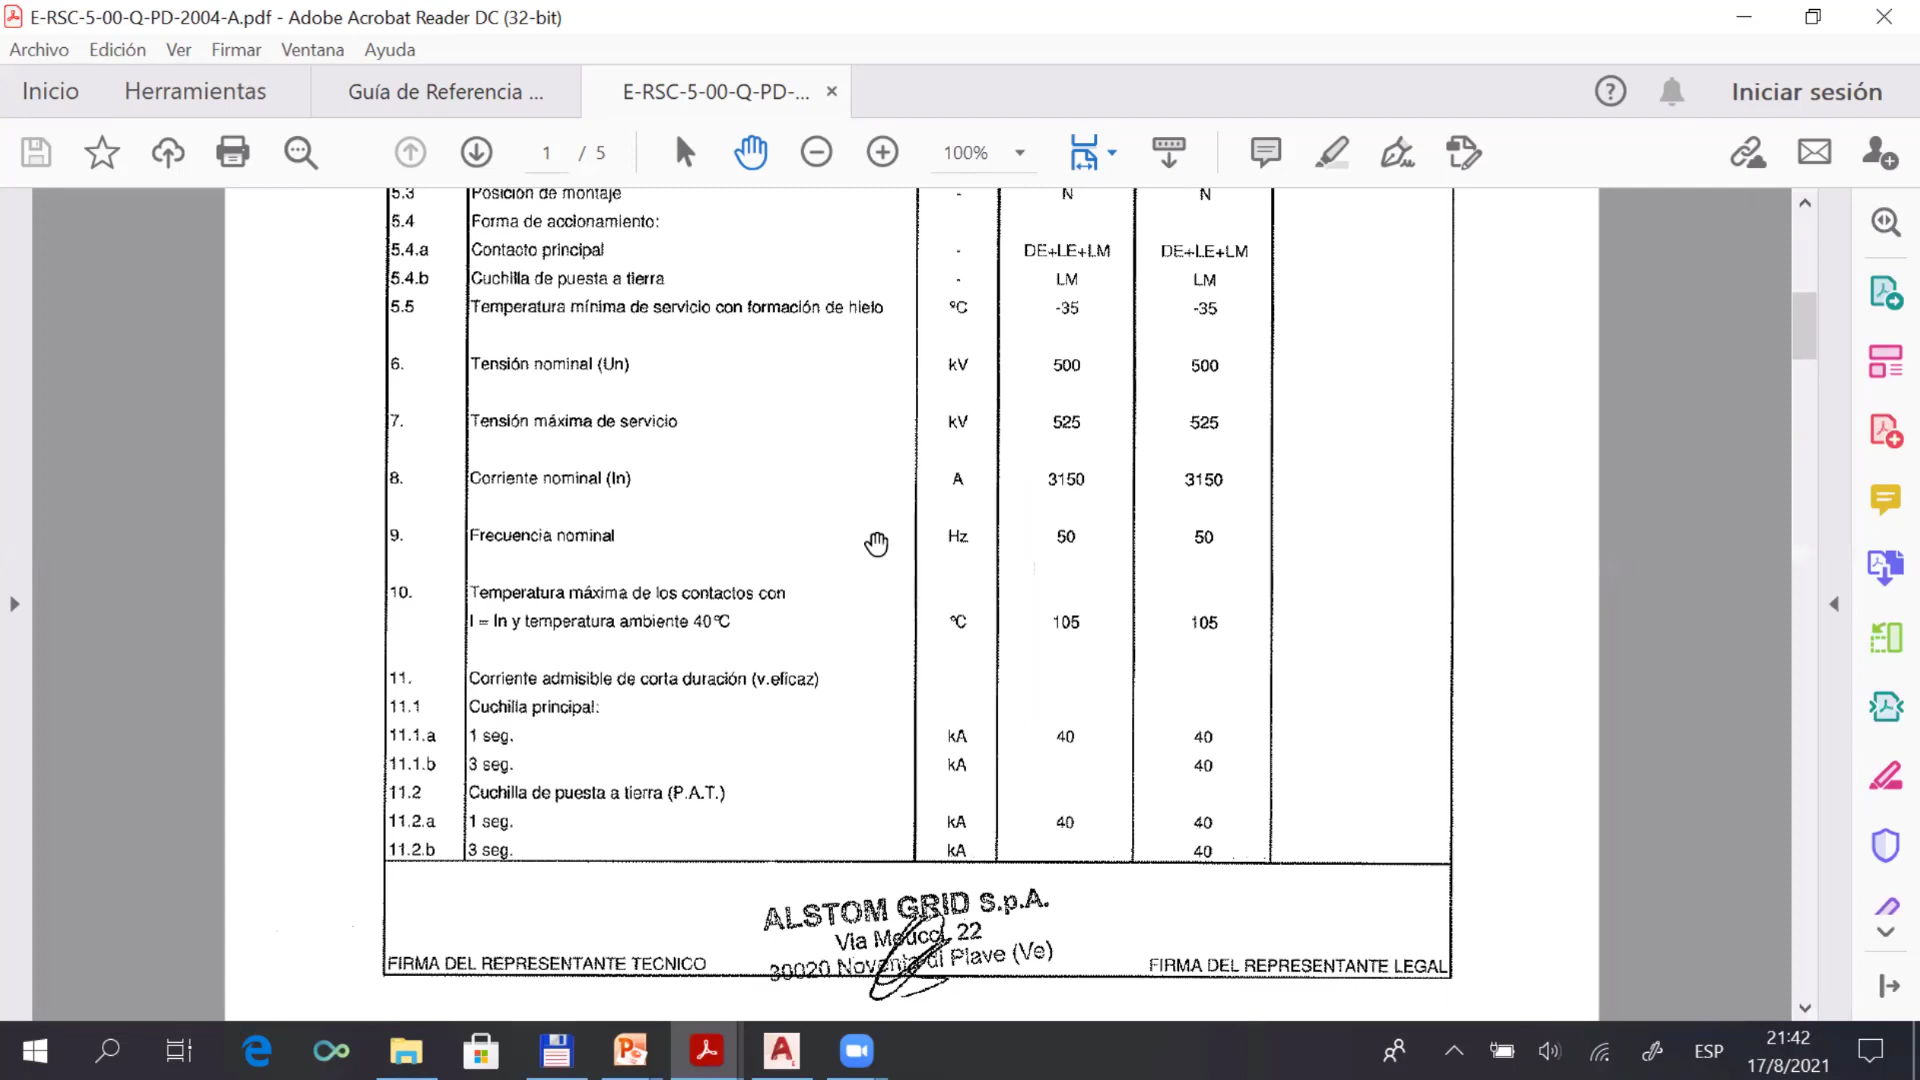 E-RSC-5-00-Q-PD-2004-A.pdf - Adobe Acrobat Reader DC (32-bit)
Archivo Edición Ver Firmar Ventana Ayuda
Inicio Herramientas Guía de Referencia ... E-RSC-5-00-Q-PD-... × Iniciar sesión
1 / 5 100%
5.3 Posición de montaje - N N
5.4 Forma de accionamiento:
5.4.a Contacto principal - DE+LE+LM DE+LE+LM
5.4.b Cuchilla de puesta a tierra - LM LM
5.5 Temperatura mínima de servicio con formación de hielo ºC -35 -35
6. Tensión nominal (Un) kV 500 500
7. Tensión máxima de servicio kV 525 525
8. Corriente nominal (In) A 3150 3150
9. Frecuencia nominal Hz 50 50
10. Temperatura máxima de los contactos con
I = In y temperatura ambiente 40ºC ºC 105 105
11. Corriente admisible de corta duración (v.eficaz)
11.1 Cuchilla principal:
11.1.a 1 seg. kA 40 40
11.1.b 3 seg. kA 40
11.2 Cuchilla de puesta a tierra (P.A.T.)
11.2.a 1 seg. kA 40 40
11.2.b 3 seg. kA 40
ALSTOM GRID S.p.A.
Via Meucci, 22
30020 Noventa di Piave (Ve)
FIRMA DEL REPRESENTANTE TECNICO FIRMA DEL REPRESENTANTE LEGAL
ESP
21:42
17/8/2021